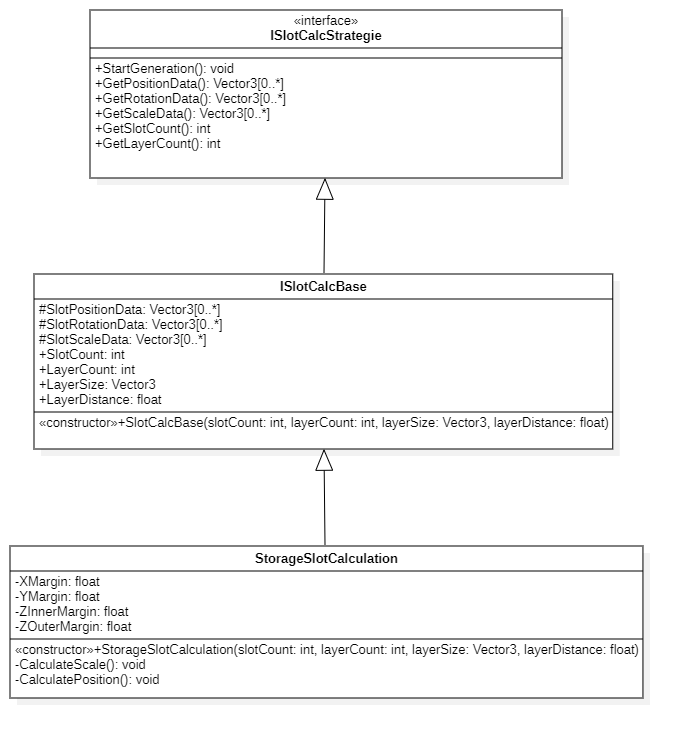 «interface»
ISlotCalcStrategie
+StartGeneration(): void
+GetPositionData(): Vector3[0..*]
+GetRotationData(): Vector3[0..*]
+GetScaleData(): Vector3[0..*]
+GetSlotCount(): int
+GetLayerCount(): int
ISlotCalcBase
#SlotPositionData: Vector3[0..*]
#SlotRotationData: Vector3[0..*]
#SlotScaleData: Vector3[0..*]
+SlotCount: int
+LayerCount: int
+LayerSize: Vector3
+LayerDistance: float
«constructor»+SlotCalcBase(slotCount: int, layerCount: int, layerSize: Vector3, layerDistance: float)
StorageSlotCalculation
-XMargin: float
-YMargin: float
-ZInnerMargin: float
-ZOuterMargin: float
«constructor»+StorageSlotCalculation(slotCount: int, layerCount: int, layerSize: Vector3, layerDistance: float)
-CalculateScale(): void
-CalculatePosition(): void